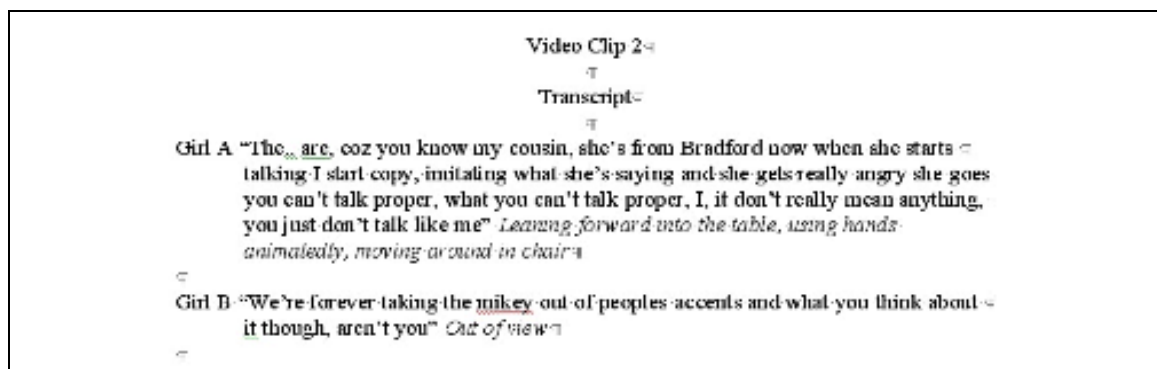 Video Clip 2
Transcript
Girl A “The,, are, coz you know my cousin, she’s from Bradford now when she starts
talking I start copy, imitating what she’s saying and she gets really angry she goes
you can't talk proper, what you can’t talk proper, I, it don’t really mean anything,
you just don’t talk like me” Leaning forward into the table, using hands
animatedly, moving around in chair
Girl B “We’re forever taking the mikey out of peoples accents and what you think about
it though, aren’t you” Out of view